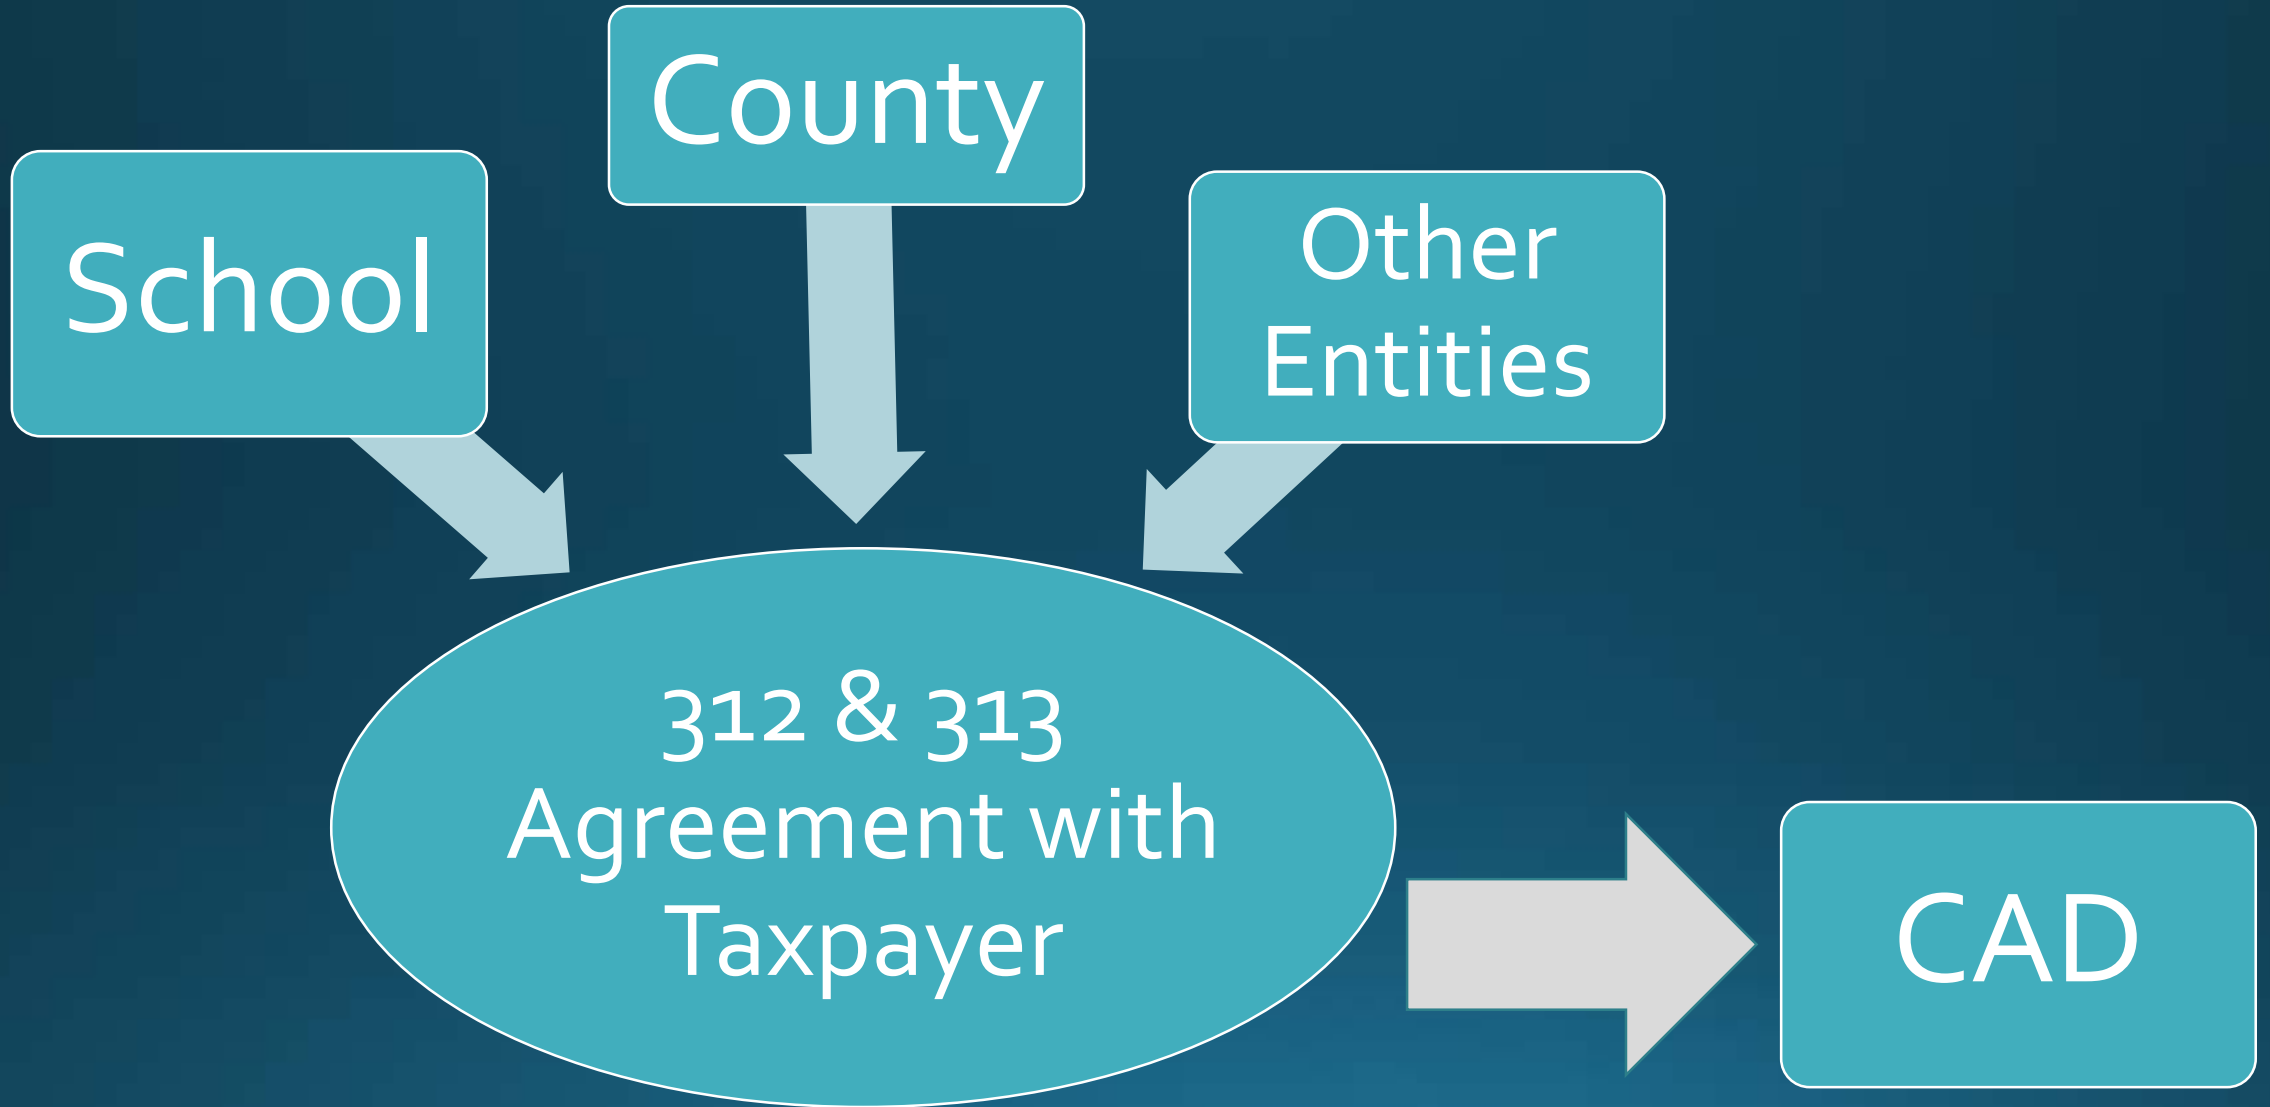 County
School
Other
Entities
312 & 313
Agreement with
Taxpayer
CAD